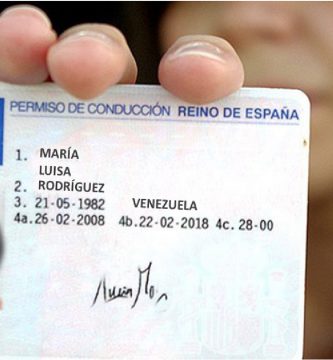 PERMISO DE CONDUCCIÓN REINO DE ESPAÑA
1. MARÍA
LUISA
2. RODRÍGUEZ
3. 21-05-1982 VENEZUELA
4a.26-02-2008 4b.22-02-2018 4c. 28-00